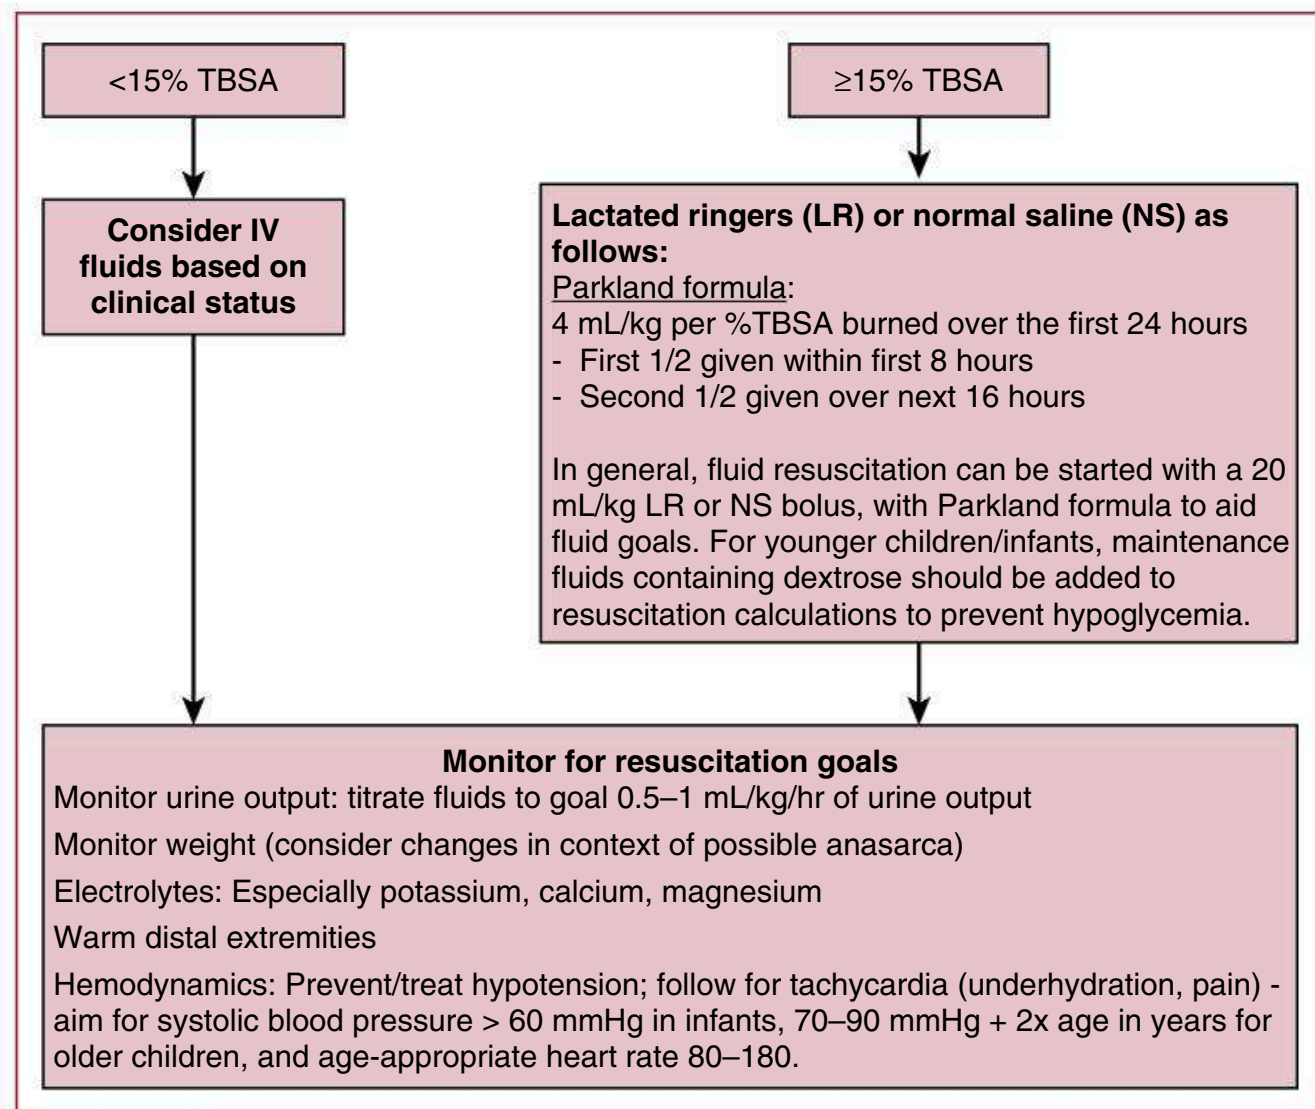 <15% TBSA
≥15% TBSA
Consider IV
fluids based on
clinical status
Lactated ringers (LR) or normal saline (NS) as
follows:
Parkland formula:
4 mL/kg per %TBSA burned over the first 24 hours
- First 1/2 given within first 8 hours
- Second 1/2 given over next 16 hours
In general, fluid resuscitation can be started with a 20
mL/kg LR or NS bolus, with Parkland formula to aid
fluid goals. For younger children/infants, maintenance
fluids containing dextrose should be added to
resuscitation calculations to prevent hypoglycemia.
Monitor for resuscitation goals
Monitor urine output: titrate fluids to goal 0.5–1 mL/kg/hr of urine output
Monitor weight (consider changes in context of possible anasarca)
Electrolytes: Especially potassium, calcium, magnesium
Warm distal extremities
Hemodynamics: Prevent/treat hypotension; follow for tachycardia (underhydration, pain) -
aim for systolic blood pressure > 60 mmHg in infants, 70–90 mmHg + 2x age in years for
older children, and age-appropriate heart rate 80–180.